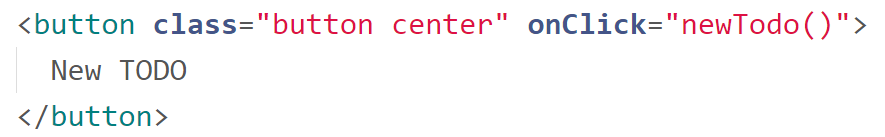 <button class="button center" onClick="newTodo()">
New TODO
</button>